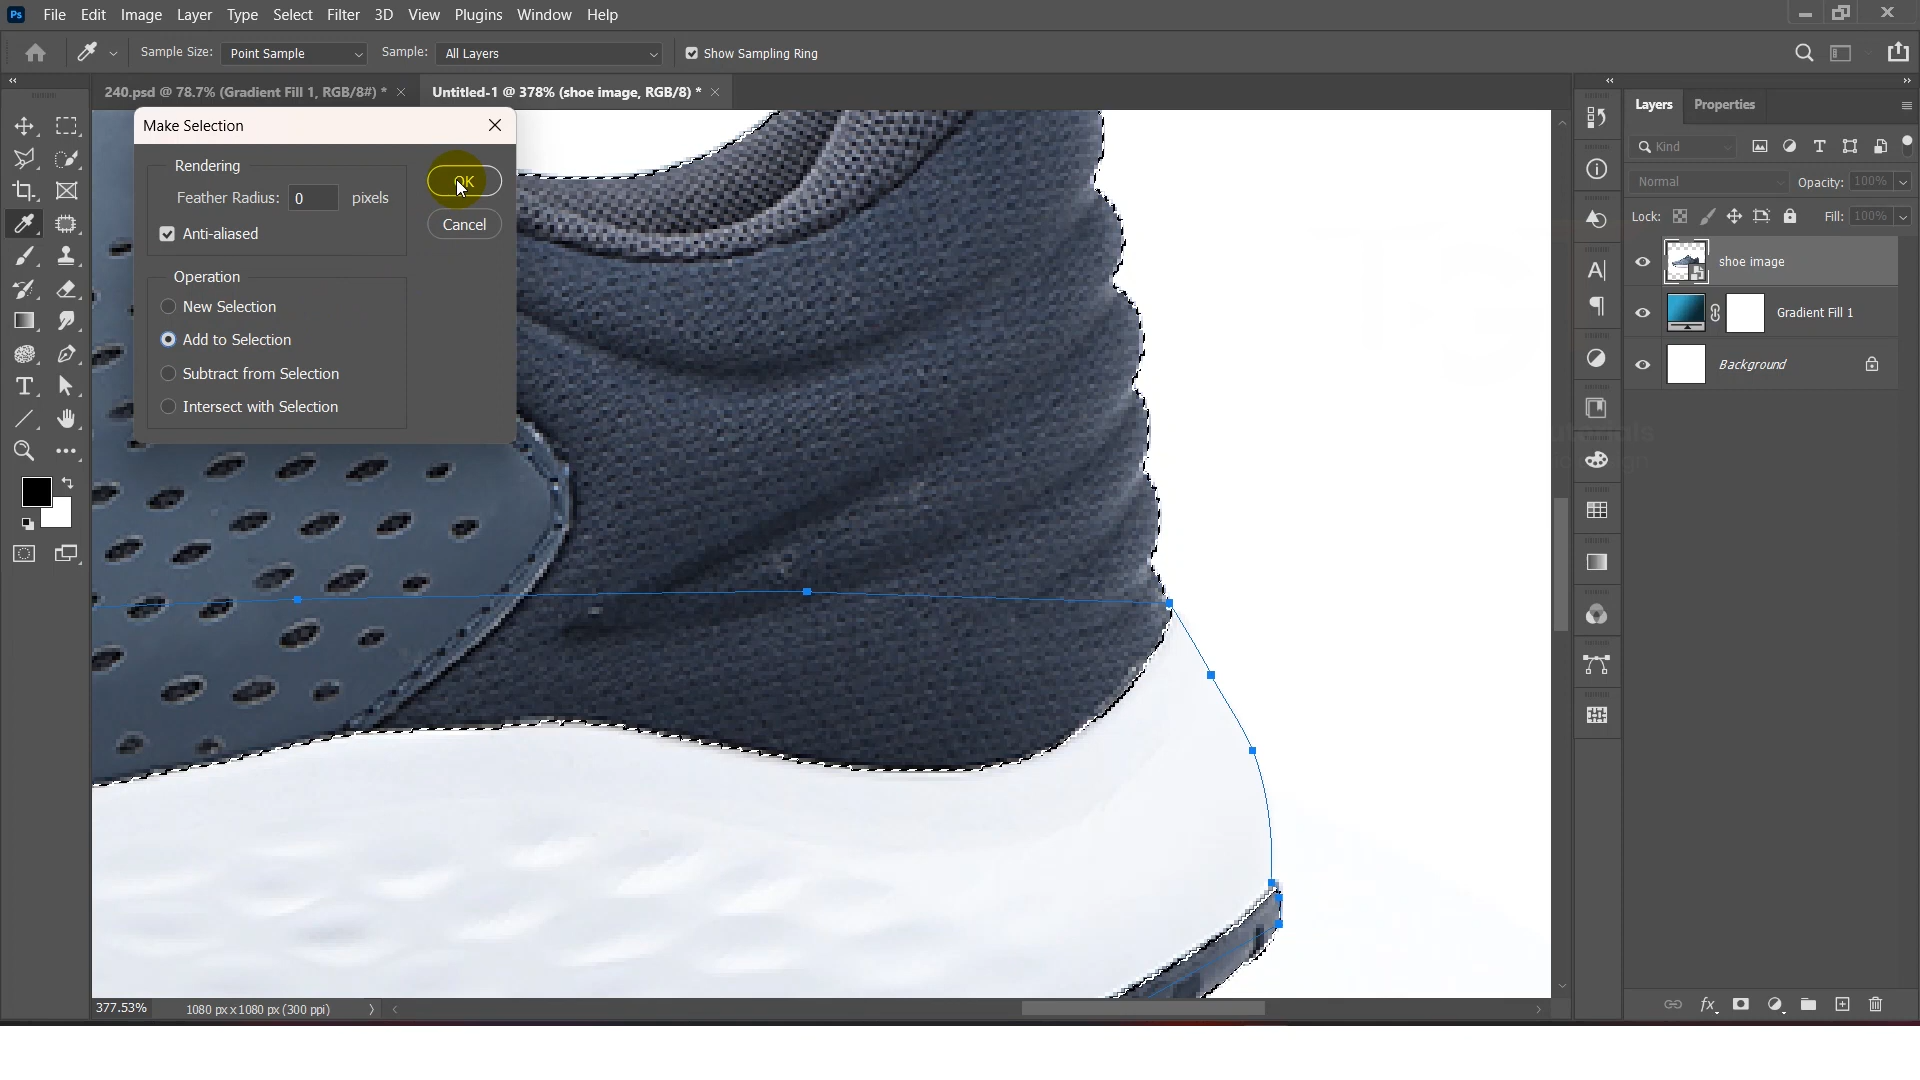 Ps File Edit Image Layer Type Select Filter 3D View Plugins Window Help
Sample Size: Point Sample Sample: All Layers Show Sampling Ring
240.psd @ 78.7% (Gradient Fill 1, RGB/8#) * Untitled-1 @ 378% (shoe image, RGB/8) *
Make Selection
Rendering
Feather Radius: 0 pixels
Anti-aliased
OK
Cancel
Operation
New Selection
Add to Selection
Subtract from Selection
Intersect with Selection
Layers Properties
Kind
Normal Opacity: 100%
Lock: Fill: 100%
shoe image
Gradient Fill 1
Background
377.53% 1080 px x 1080 px (300 ppi)